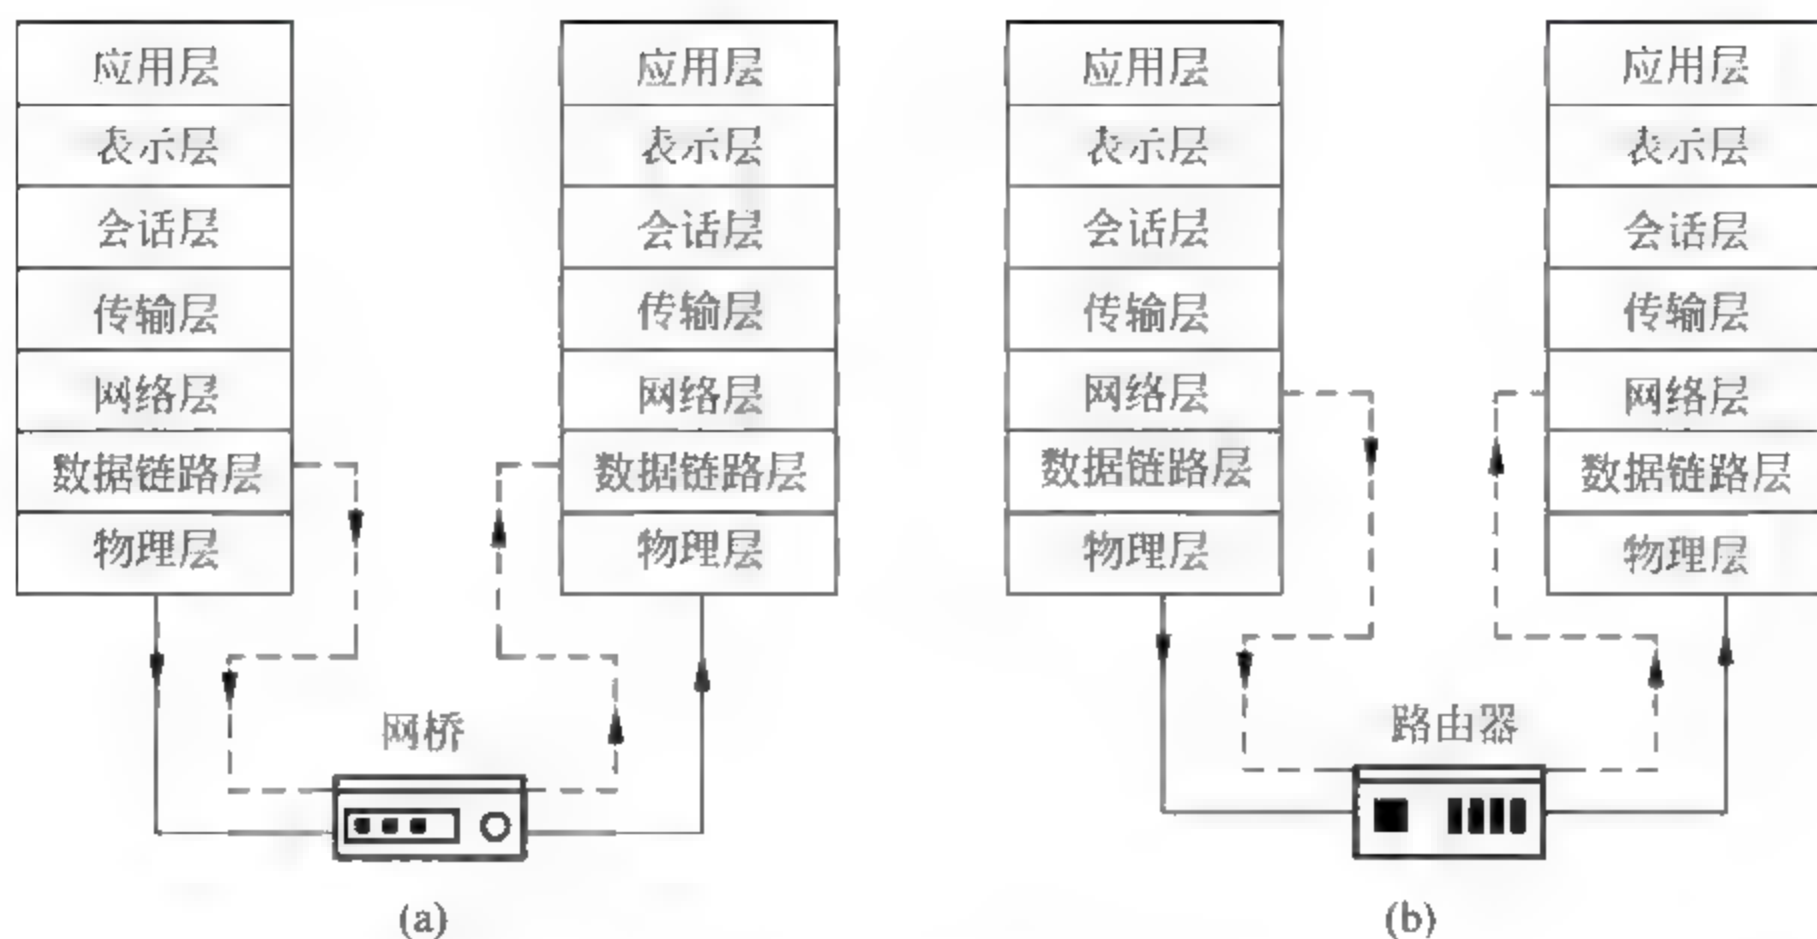 应用层
表示层
会话层
传输层
网络层
数据链路层
物理层
应用层
表示层
会话层
传输层
网络层
数据链路层
物理层
网桥
(a)
应用层
表示层
会话层
传输层
网络层
数据链路层
物理层
应用层
表示层
会话层
传输层
网络层
数据链路层
物理层
路由器
(b)